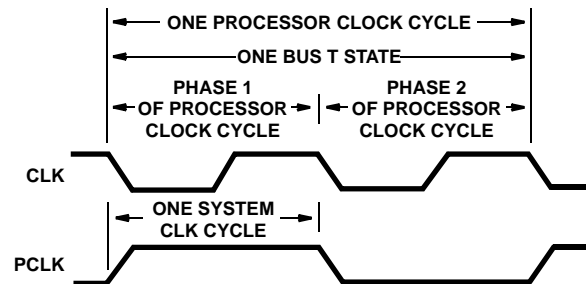 ONE PROCESSOR CLOCK CYCLE
ONE BUS T STATE
PHASE 1
OF PROCESSOR
CLOCK CYCLE
PHASE 2
OF PROCESSOR
CLOCK CYCLE
CLK
ONE SYSTEM
CLK CYCLE
PCLK